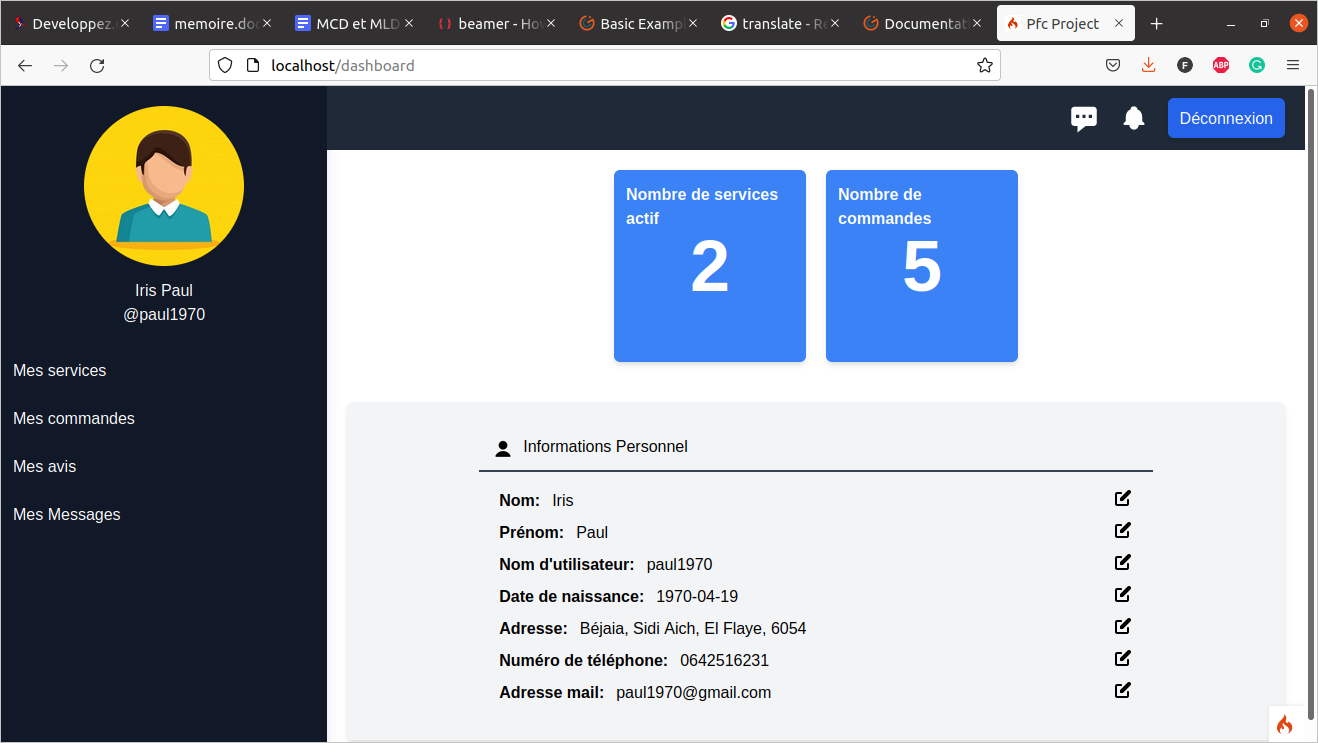 Developpez.
memoire.doc
MCD et MLD
beamer - Ho
Basic Examp
translate - Re
Documentat
Pfc Project
localhost/dashboard
F
ABP
Déconnexion
Iris Paul
@paul1970
Mes services
Mes commandes
Mes avis
Mes Messages
Nombre de services
actif
2
Nombre de
commandes
5
Informations Personnel
Nom: Iris
Prénom: Paul
Nom d'utilisateur: paul1970
Date de naissance: 1970-04-19
Adresse: Béjaia, Sidi Aich, El Flaye, 6054
Numéro de téléphone: 0642516231
Adresse mail: paul1970@gmail.com